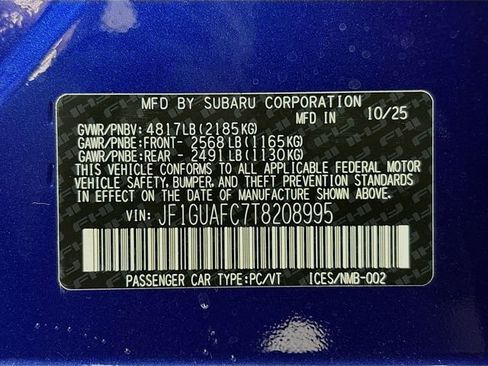 MFD BY SUBARU CORPORATION
MFD IN 10/25
GVWR/PNBV: 4817LB(2185KG)
GAWR/PNBE:FRONT- 2568LB(1165KG)
GAWR/PNBE:REAR - 2491LB(1130KG)
THIS VEHICLE CONFORMS TO ALL APPLICABLE FEDERAL MOTOR
VEHICLE SAFETY, BUMPER, AND THEFT PREVENTION STANDARDS
IN EFFECT ON THE DATE OF MANUFACTURE SHOWN ABOVE.
VIN: JF1GUAFC7T8208995
PASSENGER CAR TYPE:PC/VT ICES/NMB-002